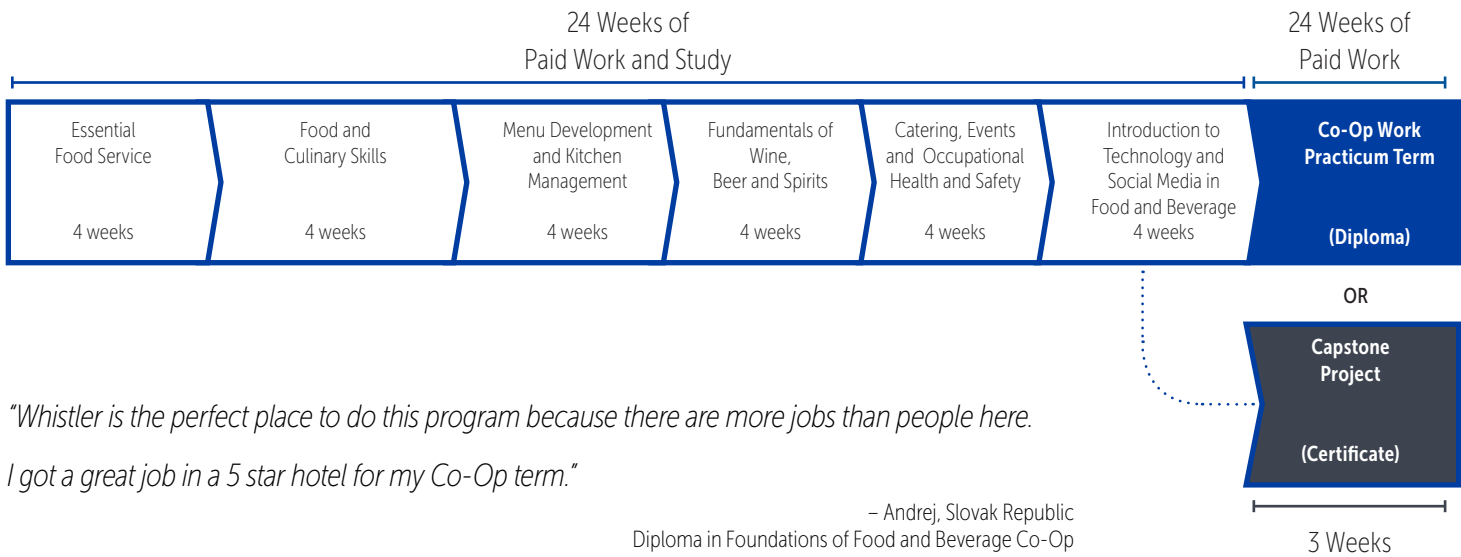 24 Weeks of
Paid Work and Study
24 Weeks of
Paid Work
Essential
Food Service
4 weeks
Food and
Culinary Skills
4 weeks
Menu Development
and Kitchen
Management
4 weeks
Fundamentals of
Wine,
Beer and Spirits
4 weeks
Catering, Events
and Occupational
Health and Safety
4 weeks
Introduction to
Technology and
Social Media in
Food and Beverage
4 weeks
Co-Op Work
Practicum Term
(Diploma)
OR
Capstone
Project
(Certificate)
3 Weeks
"Whistler is the perfect place to do this program because there are more jobs than people here.
I got a great job in a 5 star hotel for my Co-Op term."
– Andrej, Slovak Republic
Diploma in Foundations of Food and Beverage Co-Op